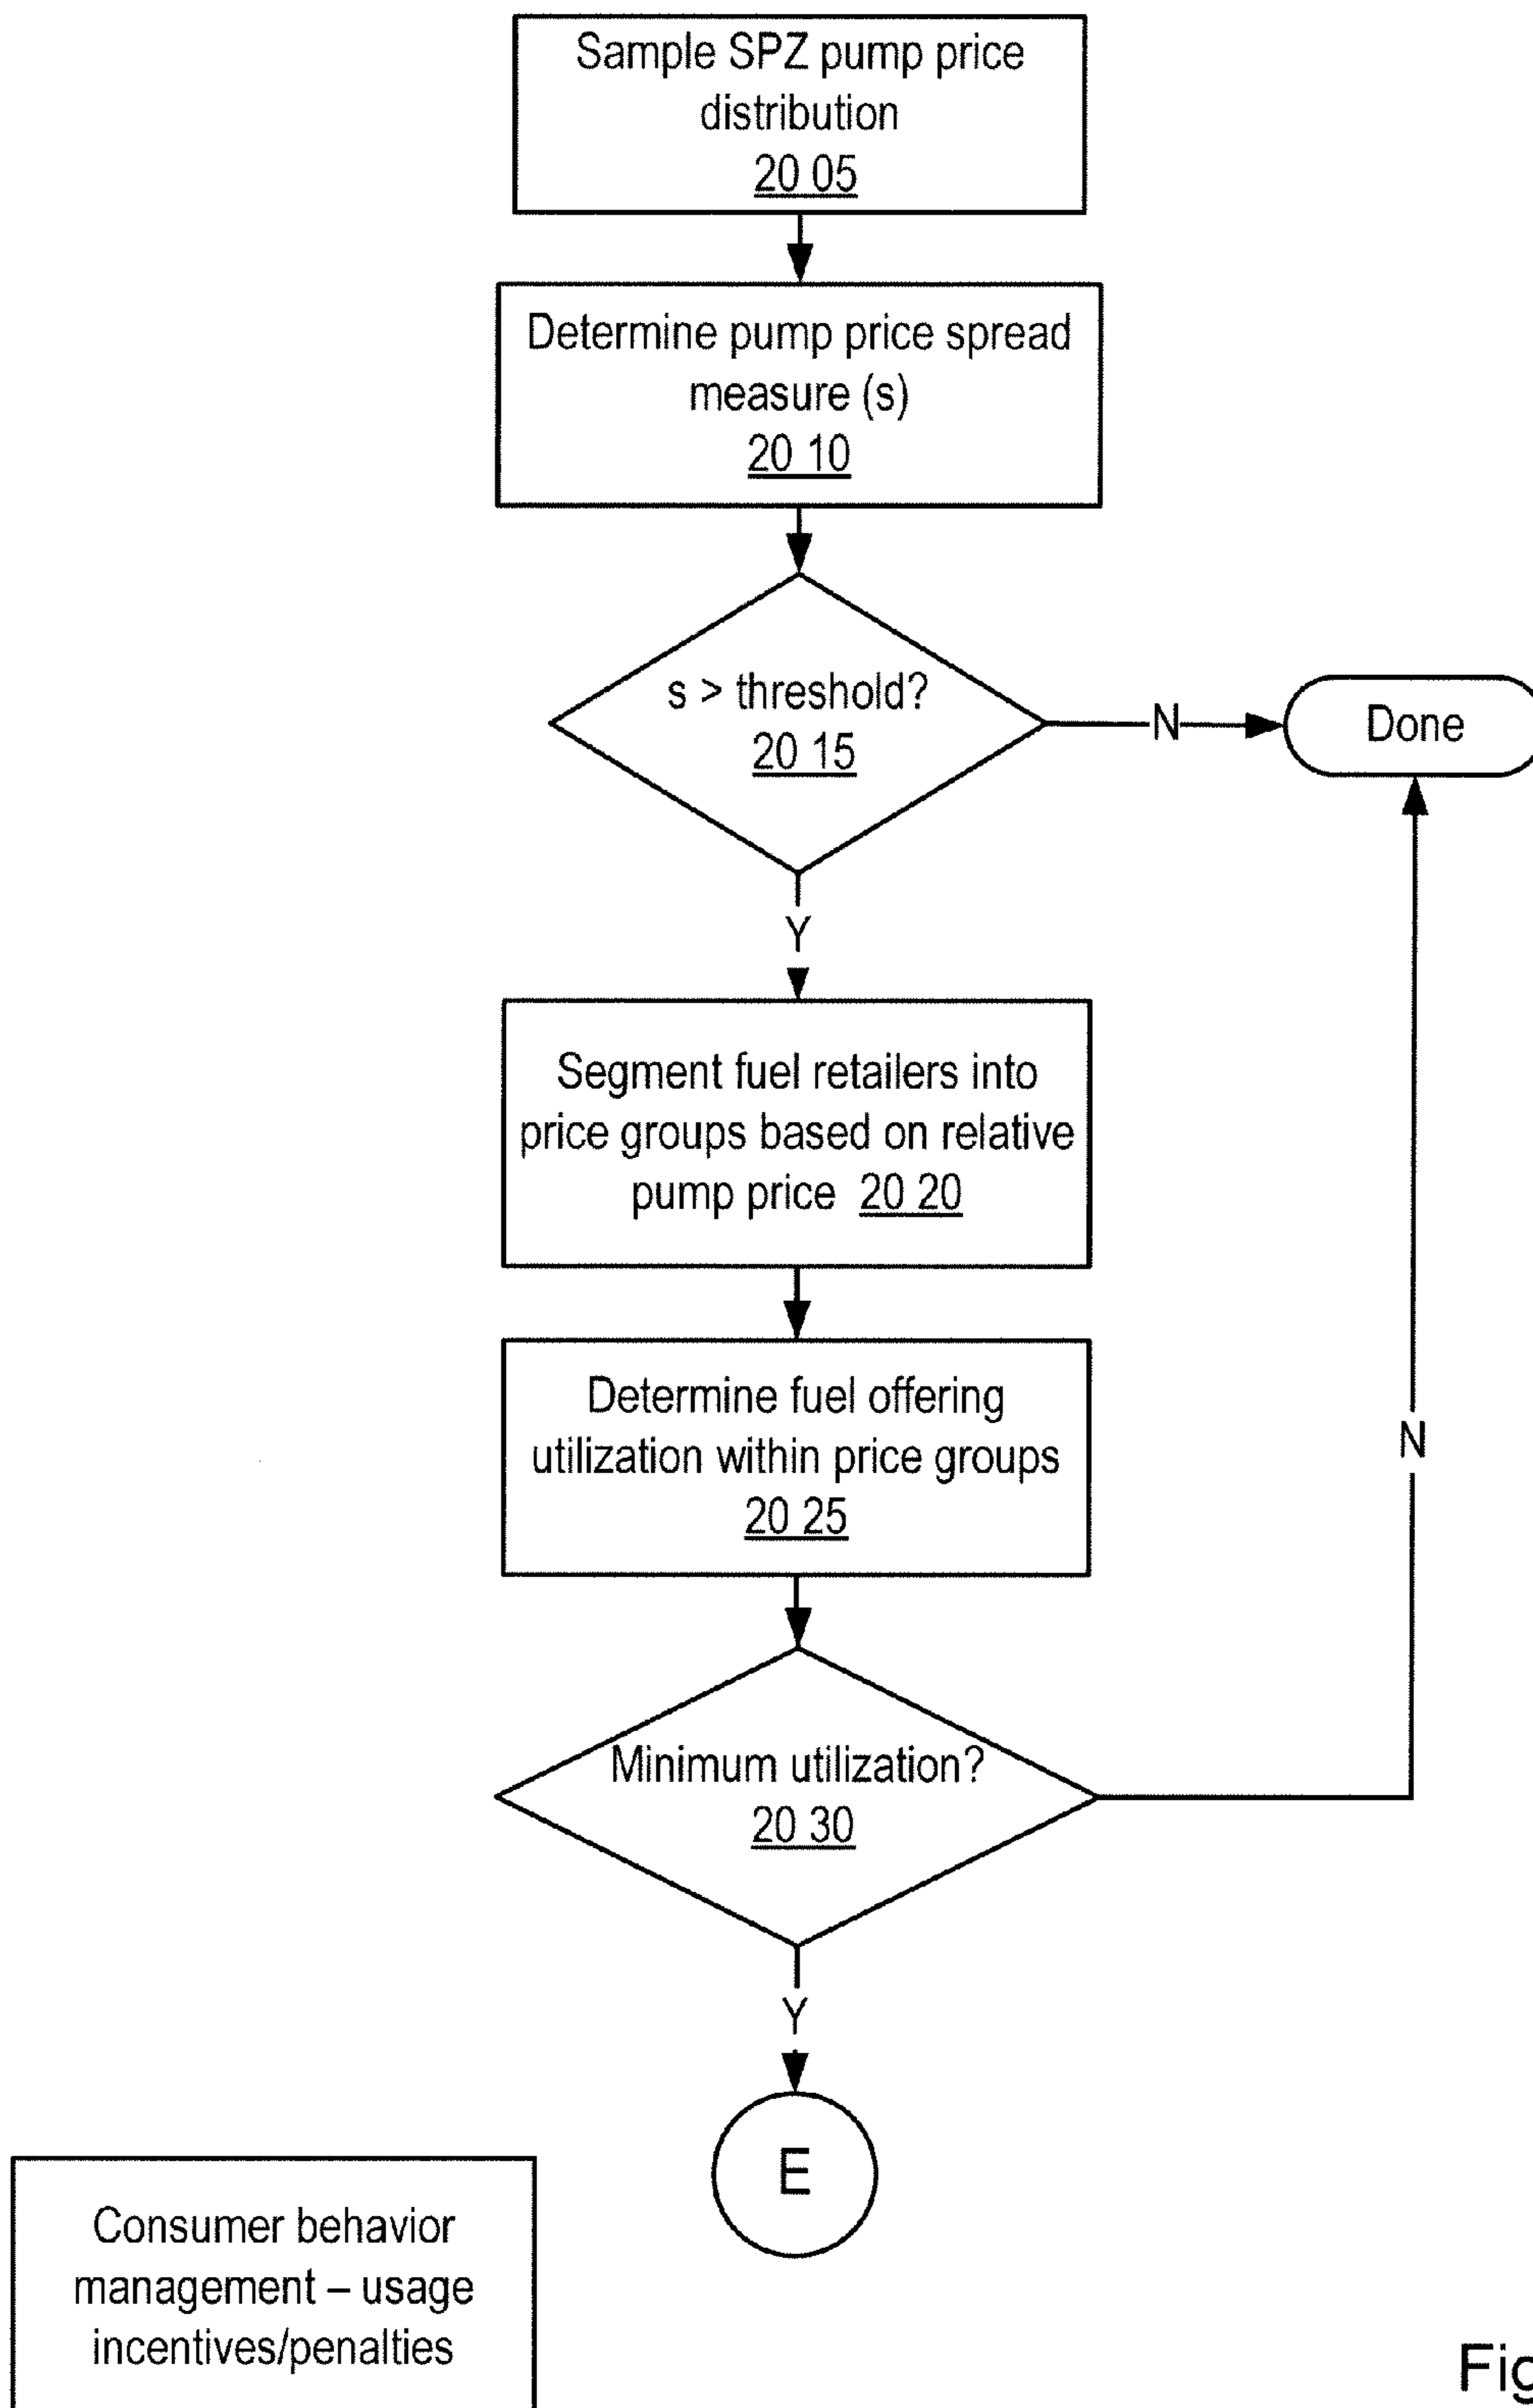 Sample SPZ pump price
distribution
20 05
Determine pump price spread
measure (s)
20 10
s > threshold?
20 15
N
Done
Y
Segment fuel retailers into
price groups based on relative
pump price 20 20
Determine fuel offering
utilization within price groups
20 25
N
Minimum utilization?
20 30
Y
E
Consumer behavior
management – usage
incentives/penalties
Fig